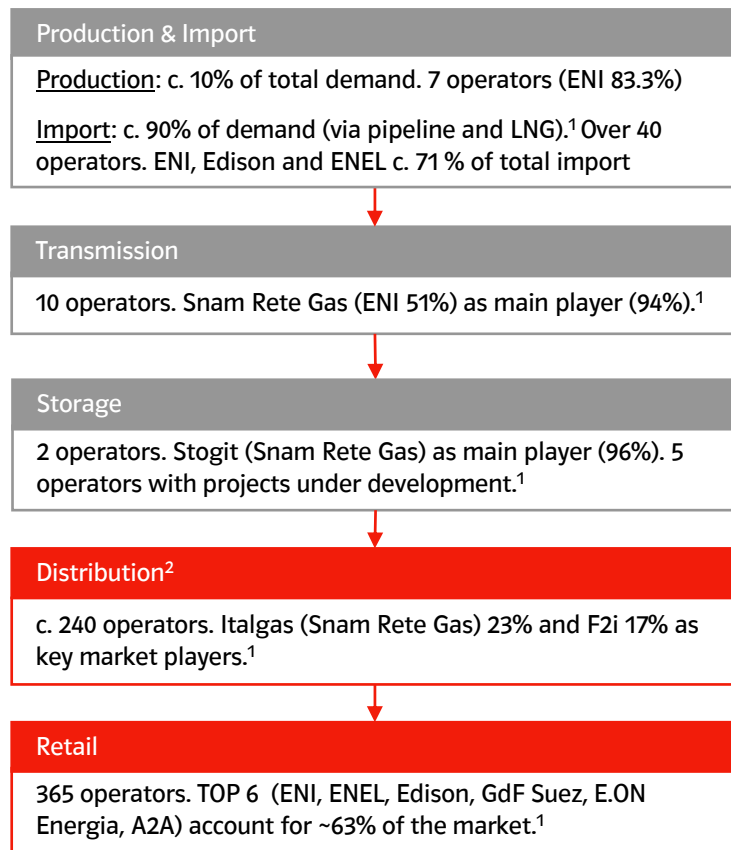 Production & Import
Production: c. 10% of total demand. 7 operators (ENI 83.3%)
Import: c. 90% of demand (via pipeline and LNG).¹ Over 40
operators. ENI, Edison and ENEL c. 71 % of total import
Transmission
10 operators. Snam Rete Gas (ENI 51%) as main player (94%).¹
Storage
2 operators. Stogit (Snam Rete Gas) as main player (96%). 5
operators with projects under development.¹
Distribution²
c. 240 operators. Italgas (Snam Rete Gas) 23% and F2i 17% as
key market players.¹
Retail
365 operators. TOP 6 (ENI, ENEL, Edison, GdF Suez, E.ON
Energia, A2A) account for ~63% of the market.¹